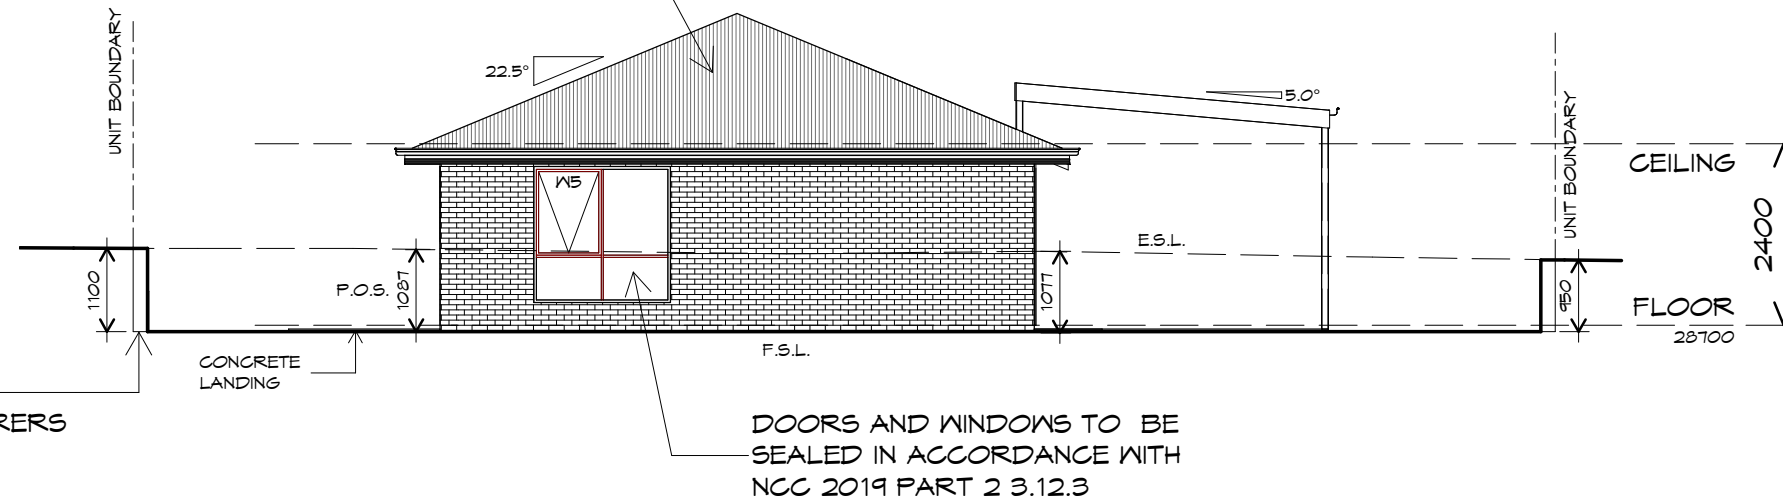 UNIT BOUNDARY
22.5°
5.0°
UNIT BOUNDARY
CEILING
2400
W5
E.S.L.
1100
P.O.S.
1087
1077
950
FLOOR
28700
F.S.L.
CONCRETE
LANDING
RERS
DOORS AND WINDOWS TO BE
SEALED IN ACCORDANCE WITH
NCC 2019 PART 2 3.12.3